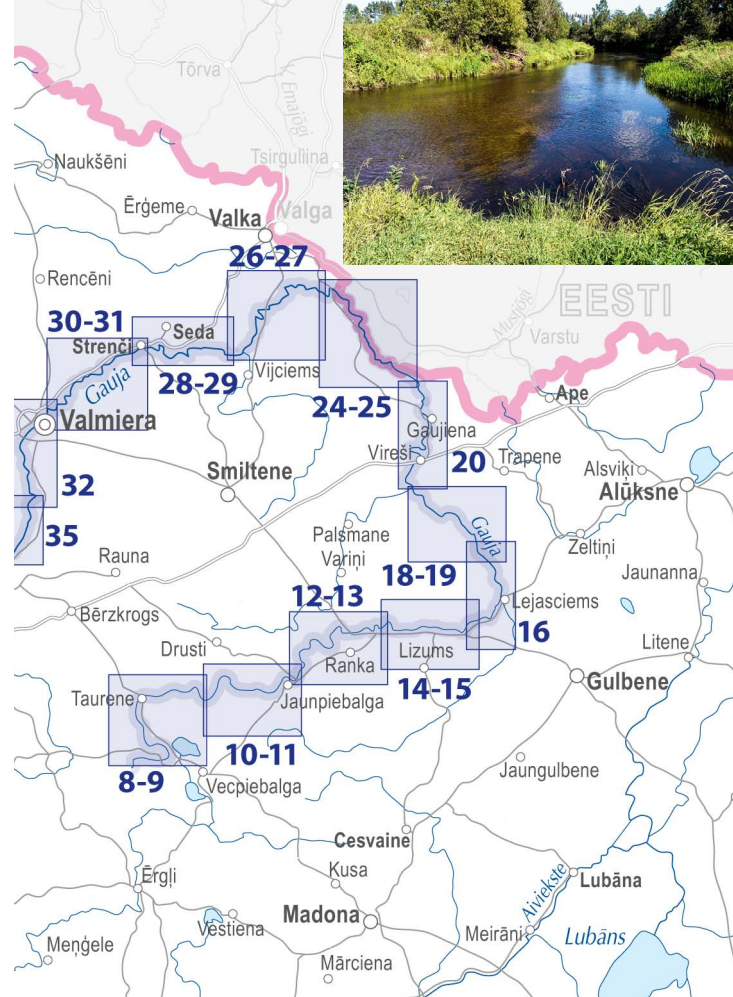 Tõrva
K. Emajõgi
Naukšēni
Tsirguliina
Ērģeme
Valka
Valga
26-27
Rencēni
EESTI
Mustjõgi
30-31
Seda
Varstu
Strenči
Gauja
28-29
Vijciems
Ape
24-25
Valmiera
Gaujiena
Vireši
20
Trapene
Alsviķi
Smiltene
Alūksne
32
Gauja
35
Palsmane
Zeltiņi
Rauna
Variņi
18-19
Jaunanna
12-13
Lejasciems
Bērzkrogs
16
Drusti
Lizums
Litene
Ranka
14-15
Gulbene
Taurene
Jaunpiebalga
10-11
Jaungulbene
8-9
Vecpiebalga
Cesvaine
Ērgļi
Kusa
Lubāna
Aiviekste
Madona
Vestiena
Meirāni
Lubāns
Meņģele
Mārciena